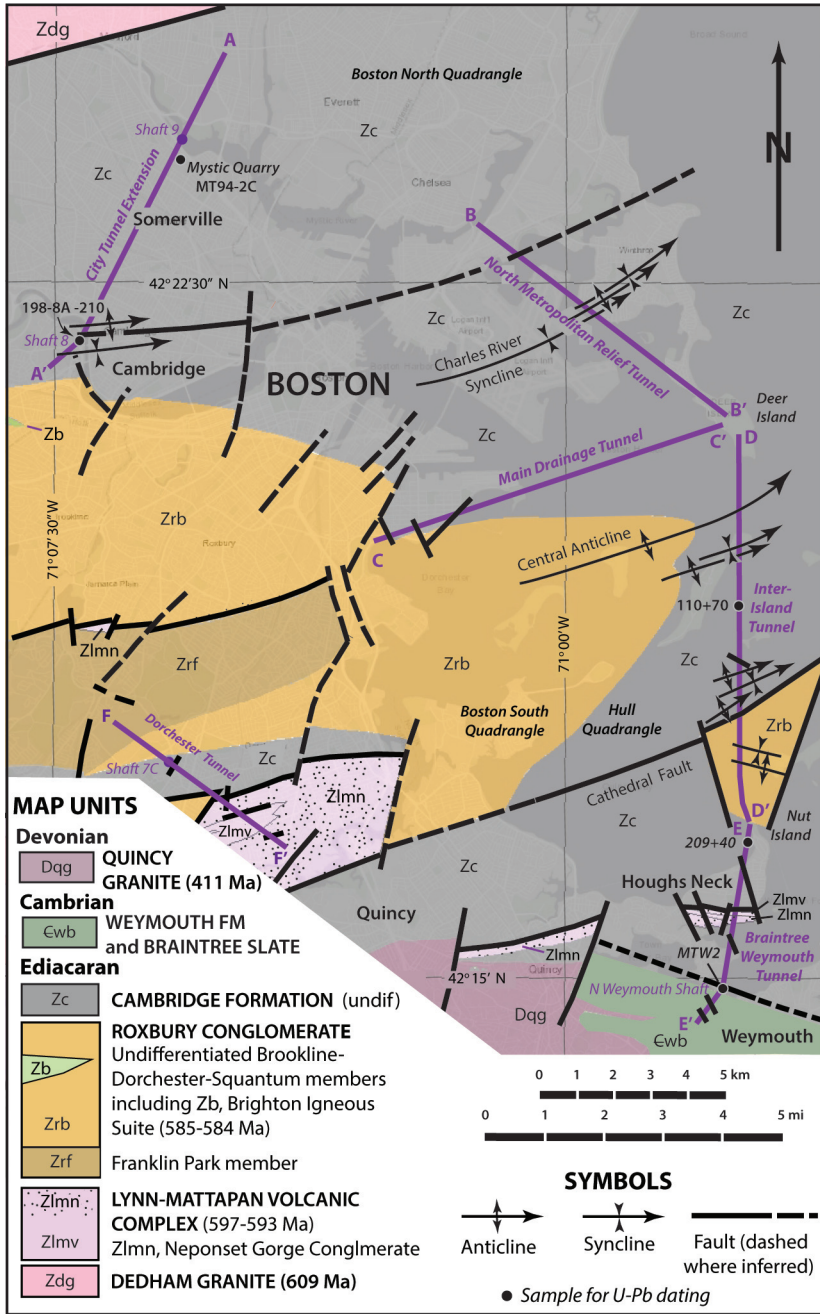 Zdg
A
Boston North Quadrangle
N
Everett
Zc
Shaft 9
Mystic Quarry
MT94-2C
Zc
Chelsea
City Tunnel Extension
Somerville
B
Winthrop
42°22'30" N
North Metropolitan Relief Tunnel
198-8A -210
Zc
Zc
Shaft 8
Cambridge
Charles River
Syncline
A'
BOSTON
B'
Deer
Island
C'
D
Zb
Zc
Main Drainage Tunnel
Zrb
71°07'30"W
Roxbury
C
Central Anticline
Jamaica Plain
71°00'W
110+70
Inter-
Island
Tunnel
Zlmn
Zrf
Zrb
Zc
F
Dorchester Tunnel
Boston South
Quadrangle
Hull
Quadrangle
Zrb
Shaft 7C
Zc
Zlmn
Cathedral Fault
D'
Nut
Island
Zlmv
Zc
E
F'
209+40
Zc
Houghs Neck
Zlmv
Zlmn
Quincy
Braintree
Weymouth
Tunnel
Zlmn
MTW2
42°15' N
Quincy
N Weymouth Shaft
Dqg
E'
Weymouth
Ꞓwb
MAP UNITS
Devonian
Dqg
QUINCY
GRANITE (411 Ma)
Cambrian
Ꞓwb
WEYMOUTH FM
and BRAINTREE SLATE
Ediacaran
Zc
CAMBRIDGE FORMATION (undif)
ROXBURY CONGLOMERATE
Zb
Undifferentiated Brookline-
Dorchester-Squantum members
including Zb, Brighton Igneous
Zrb
Suite (585-584 Ma)
Zrf
Franklin Park member
Zlmn
LYNN-MATTAPAN VOLCANIC
COMPLEX (597-593 Ma)
Zlmv
Zlmn, Neponset Gorge Conglmerate
Zdg
DEDHAM GRANITE (609 Ma)
0 1 2 3 4 5 km
0 1 2 3 4 5 mi
SYMBOLS
Anticline
Syncline
Fault (dashed
where inferred)
Sample for U-Pb dating